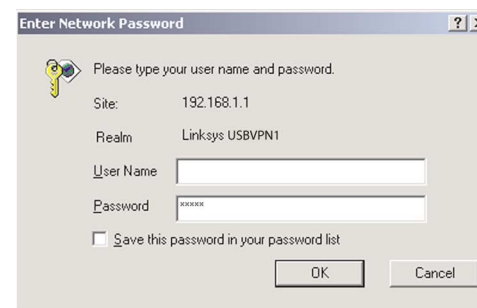 Enter Network Password
Please type your user name and password.
Site: 192.168.1.1
Realm Linksys USBVPN1
User Name
Password xxxxx
Save this password in your password list
OK Cancel